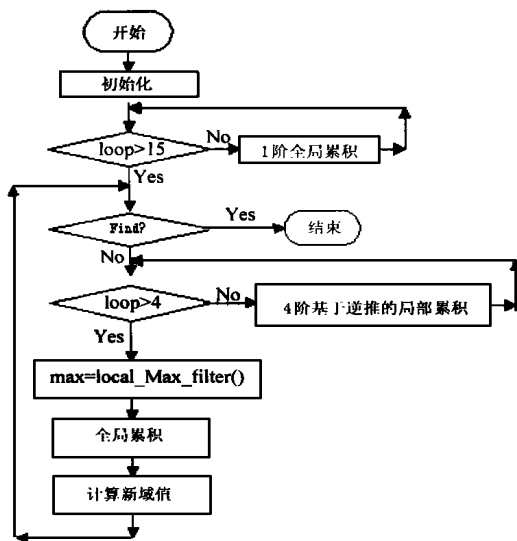 开始
初始化
loop>15
No
1阶全局累积
Yes
Find?
Yes
结束
No
loop>4
No
4阶基于逆推的局部累积
Yes
max=local_Max_filter()
全局累积
计算新域值